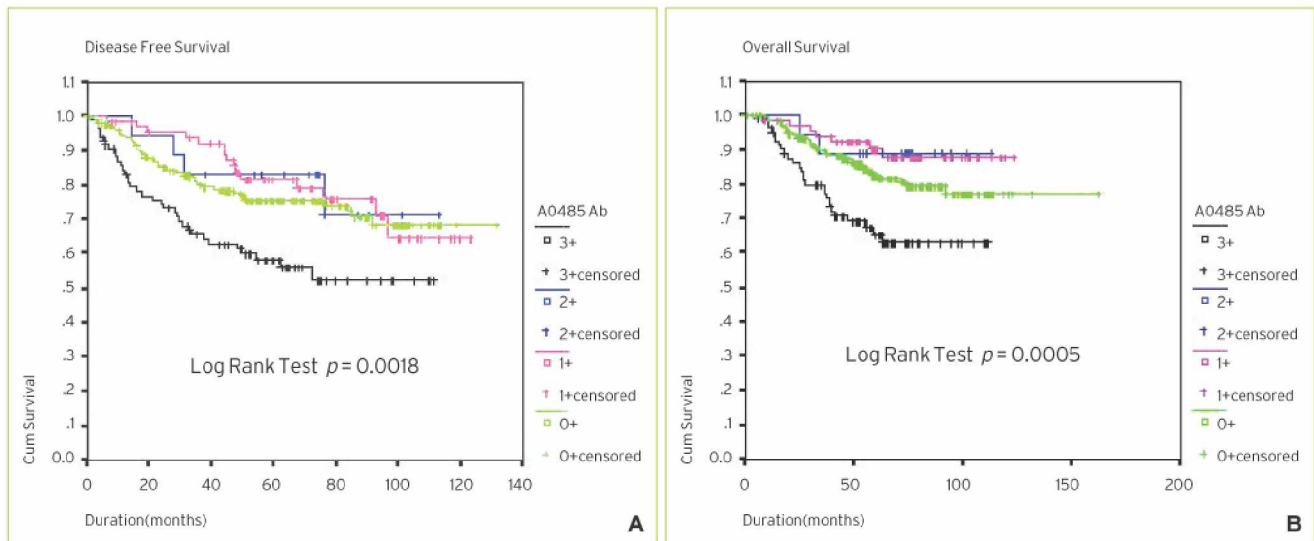 Disease Free Survival
1.1
1.0
.9
.8
.7
.6
.5
.4
.3
.2
.1
0.0
Cum Survival
0 20 40 60 80 100 120 140
Duration(months)
Log Rank Test p = 0.0018
A0485 Ab
3+
3+censored
2+
2+censored
1+
1+censored
0+
0+censored
A
Overall Survival
1.1
1.0
.9
.8
.7
.6
.5
.4
.3
.2
.1
0.0
Cum Survival
0 50 100 150 200
Duration(months)
Log Rank Test p = 0.0005
A0485 Ab
3+
3+censored
2+
2+censored
1+
1+censored
0+
0+censored
B